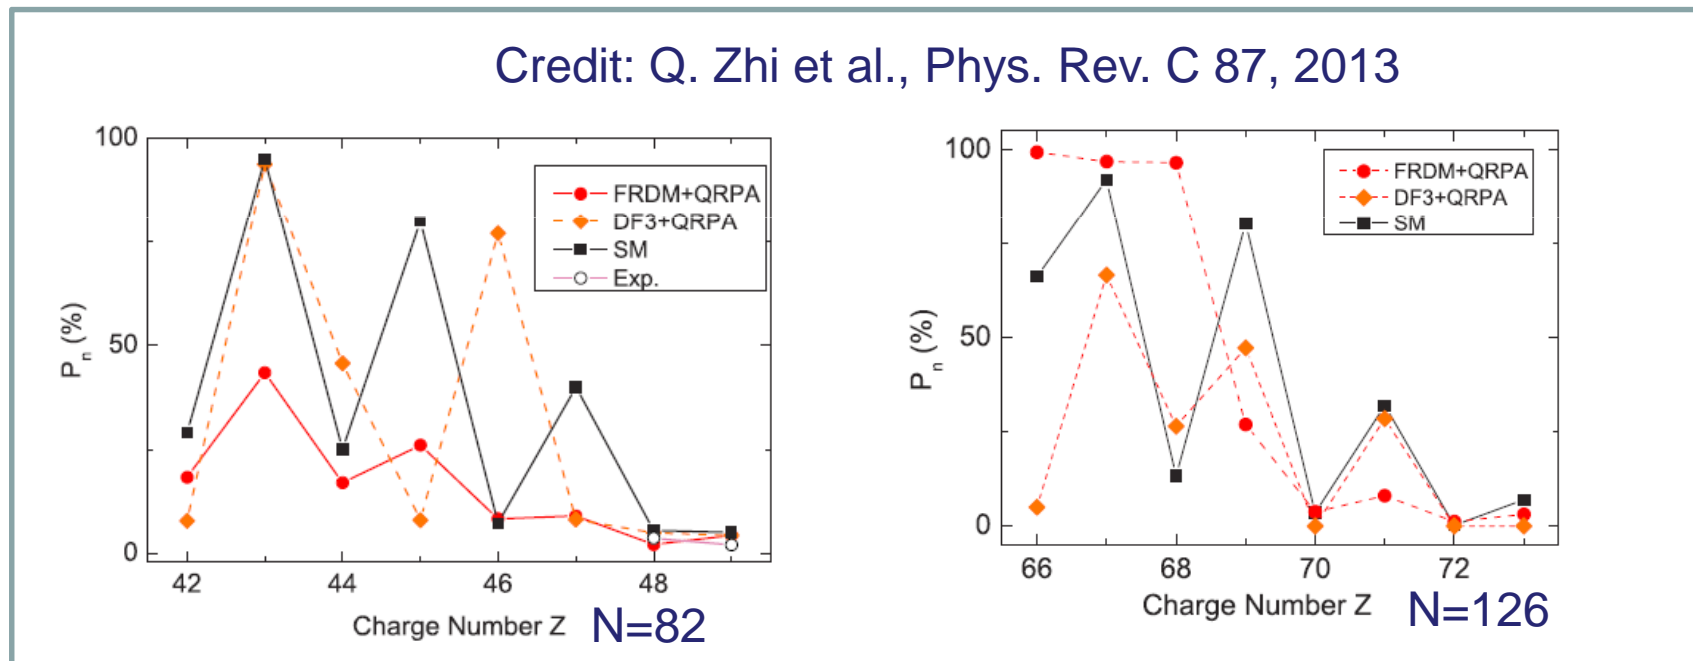 Credit: Q. Zhi et al., Phys. Rev. C 87, 2013
100
50
0
P_n (%)
FRDM+QRPA
DF3+QRPA
SM
Exp.
42 44 46 48
Charge Number Z
N=82
100
50
0
P_n (%)
FRDM+QRPA
DF3+QRPA
SM
66 68 70 72
Charge Number Z
N=126